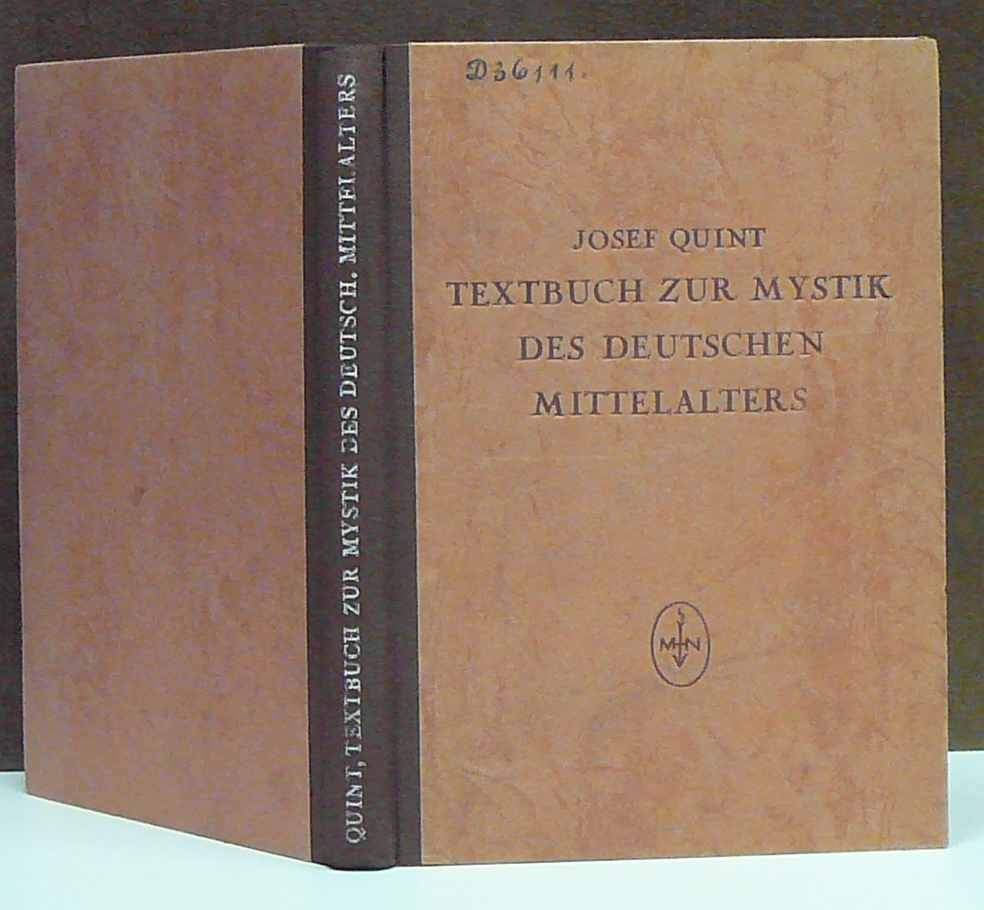 QUINT, TEXTBUCH ZUR MYSTIK DES DEUTSCH. MITTELALTERS
D36111.
JOSEF QUINT
TEXTBUCH ZUR MYSTIK
DES DEUTSCHEN
MITTELALTERS
MN